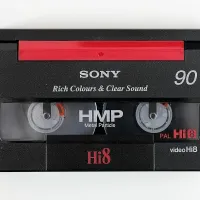 SONY
Rich Colours & Clear Sound
90
HMP
Metal Particle
PAL Hi8
video Hi8
Hi8